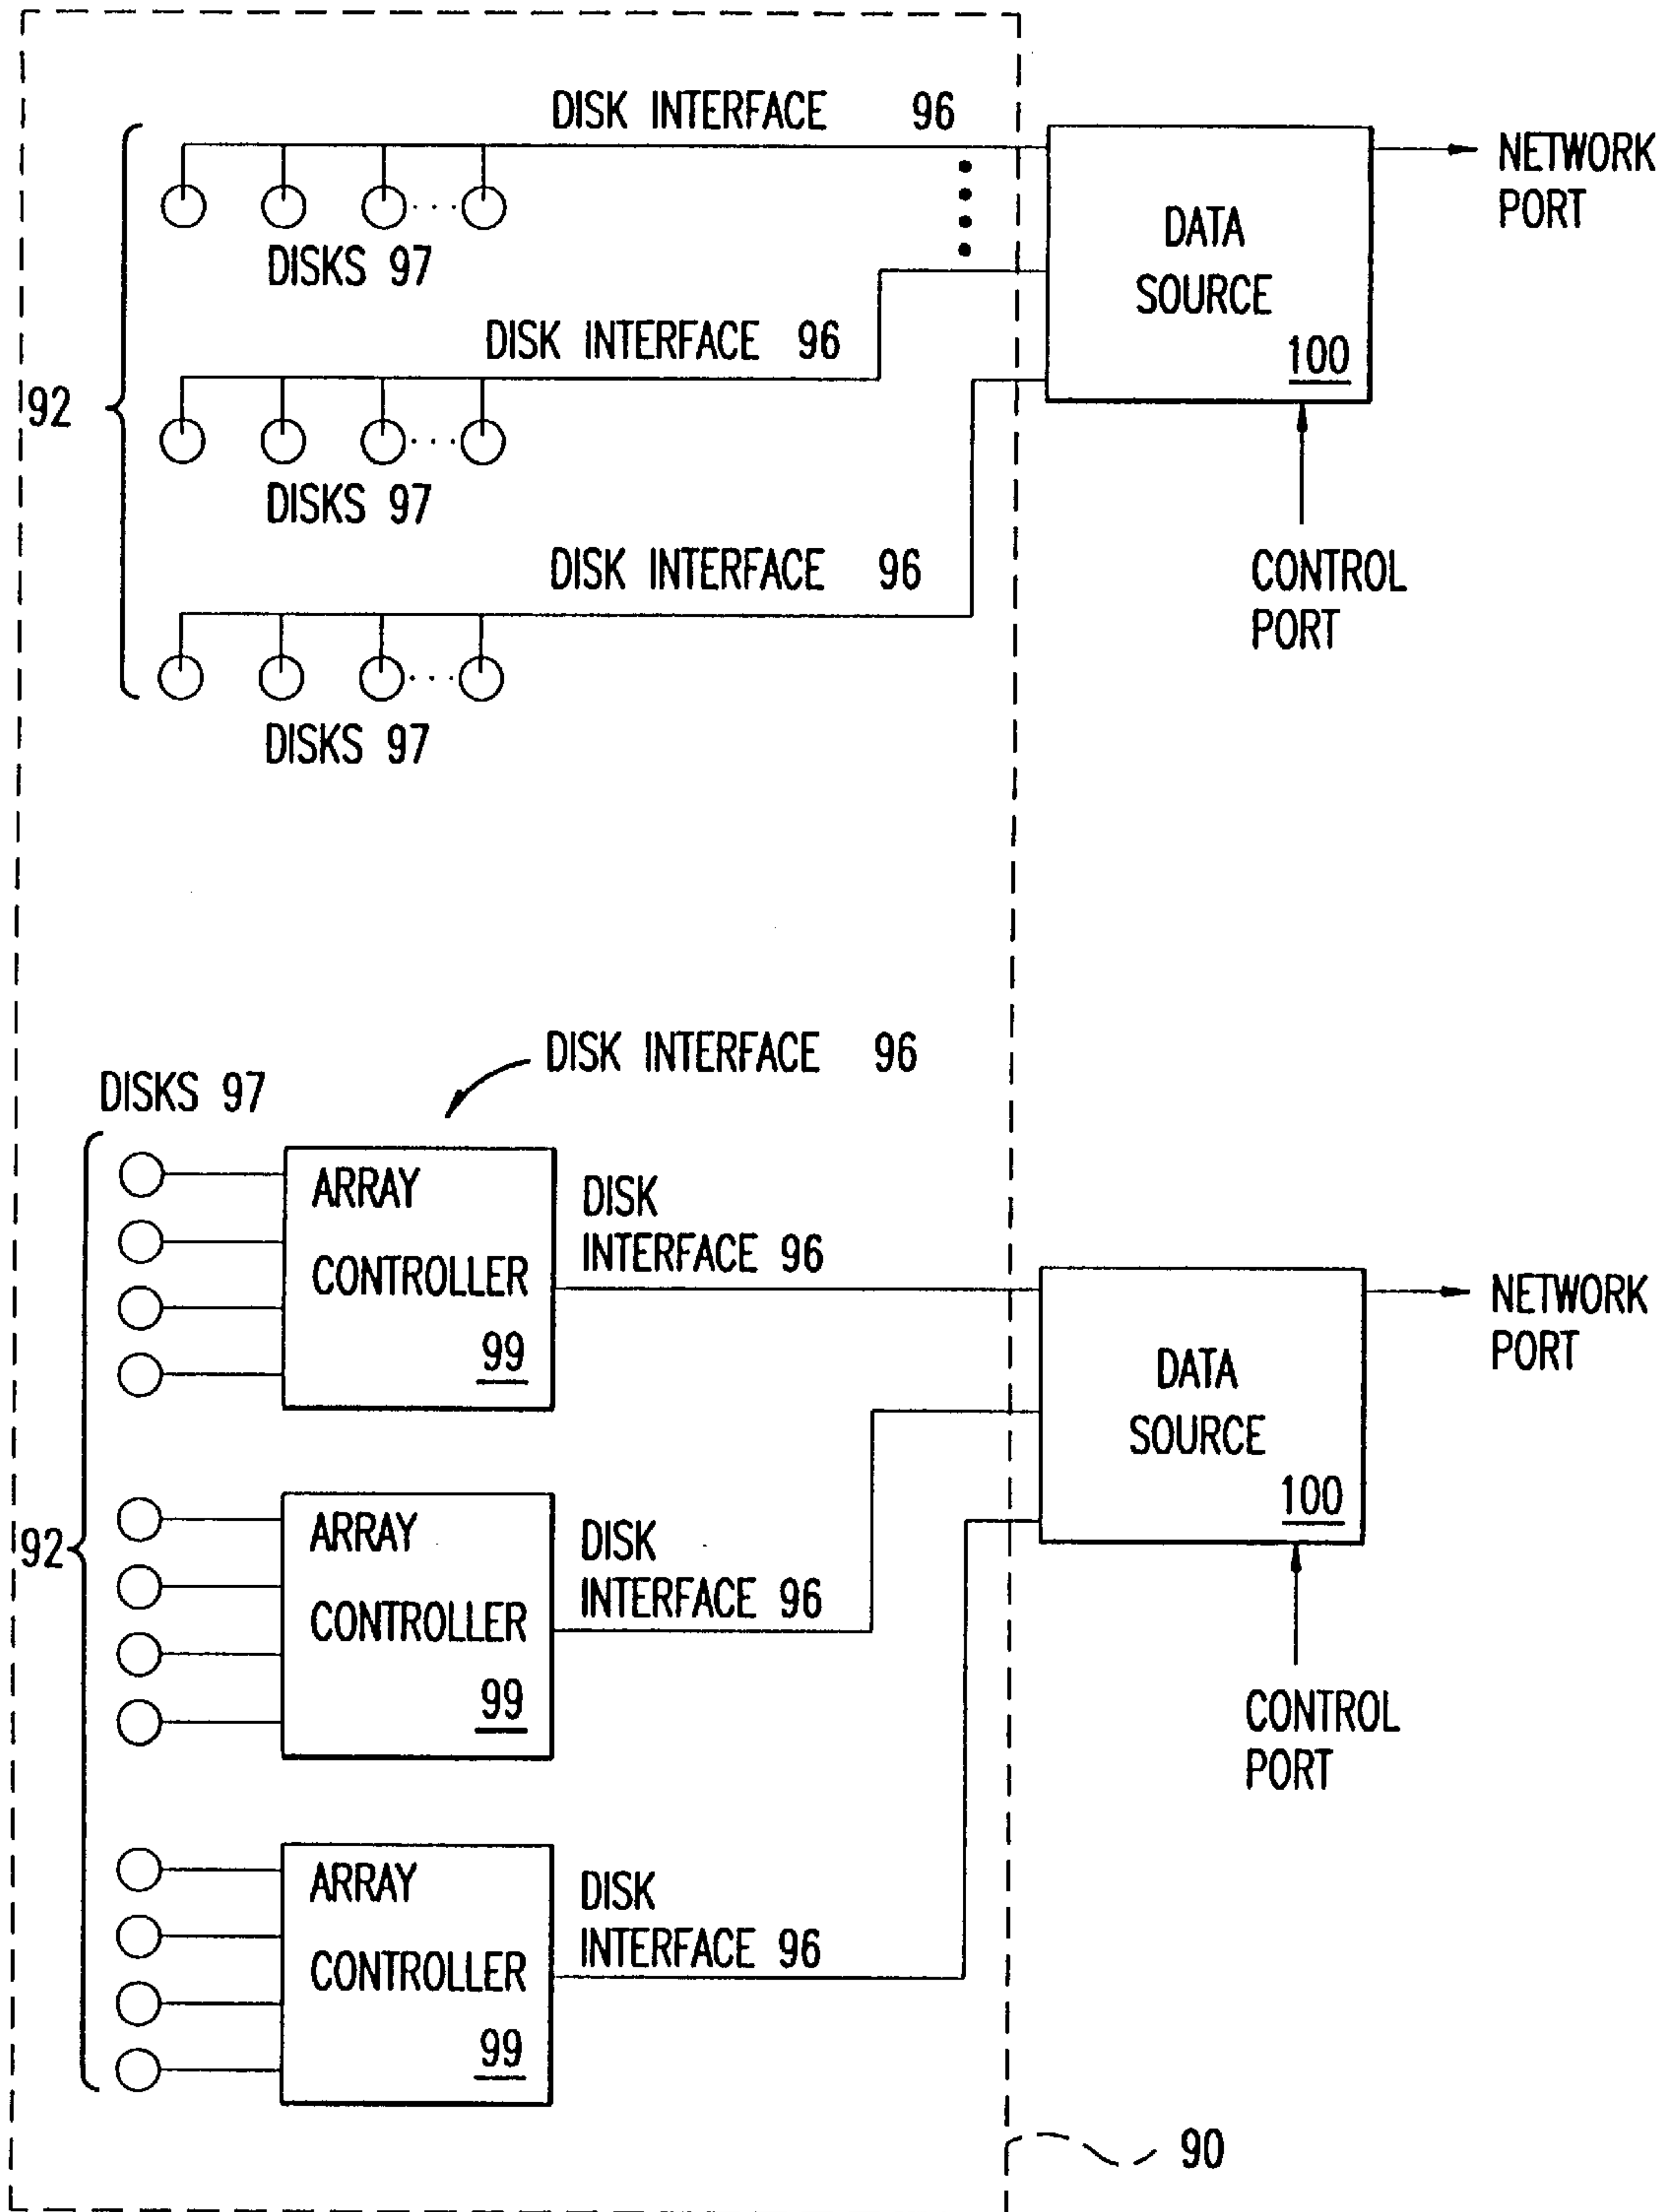 DISK INTERFACE 96
NETWORK
PORT
DATA
SOURCE
100
DISKS 97
DISK INTERFACE 96
92
DISKS 97
CONTROL
PORT
DISK INTERFACE 96
DISKS 97
DISK INTERFACE 96
DISKS 97
ARRAY
CONTROLLER
99
DISK
INTERFACE 96
NETWORK
PORT
DATA
SOURCE
100
92
ARRAY
CONTROLLER
99
DISK
INTERFACE 96
CONTROL
PORT
ARRAY
CONTROLLER
99
DISK
INTERFACE 96
90